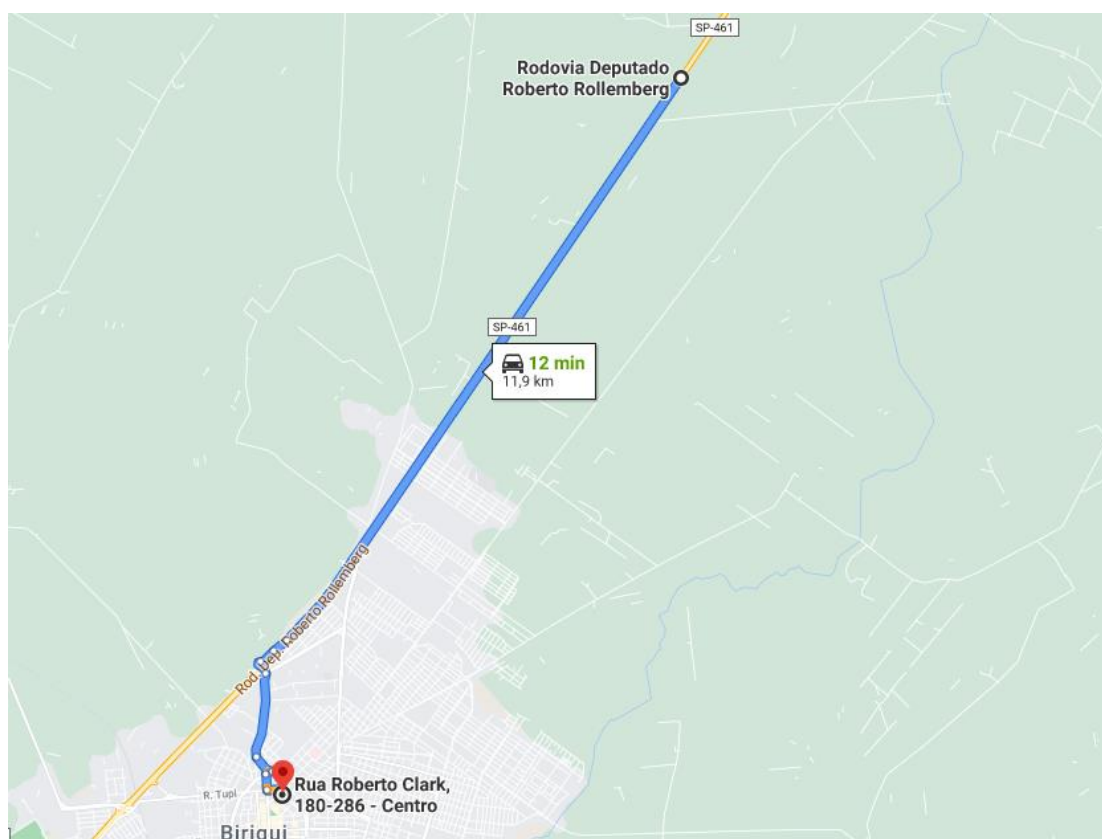 SP-461
Rodovia Deputado
Roberto Rollemberg
SP-461
12 min
11,9 km
Rod. Dep. Roberto Rollemberg
Rua Roberto Clark,
180-286 - Centro
R. Tupi
Birigui